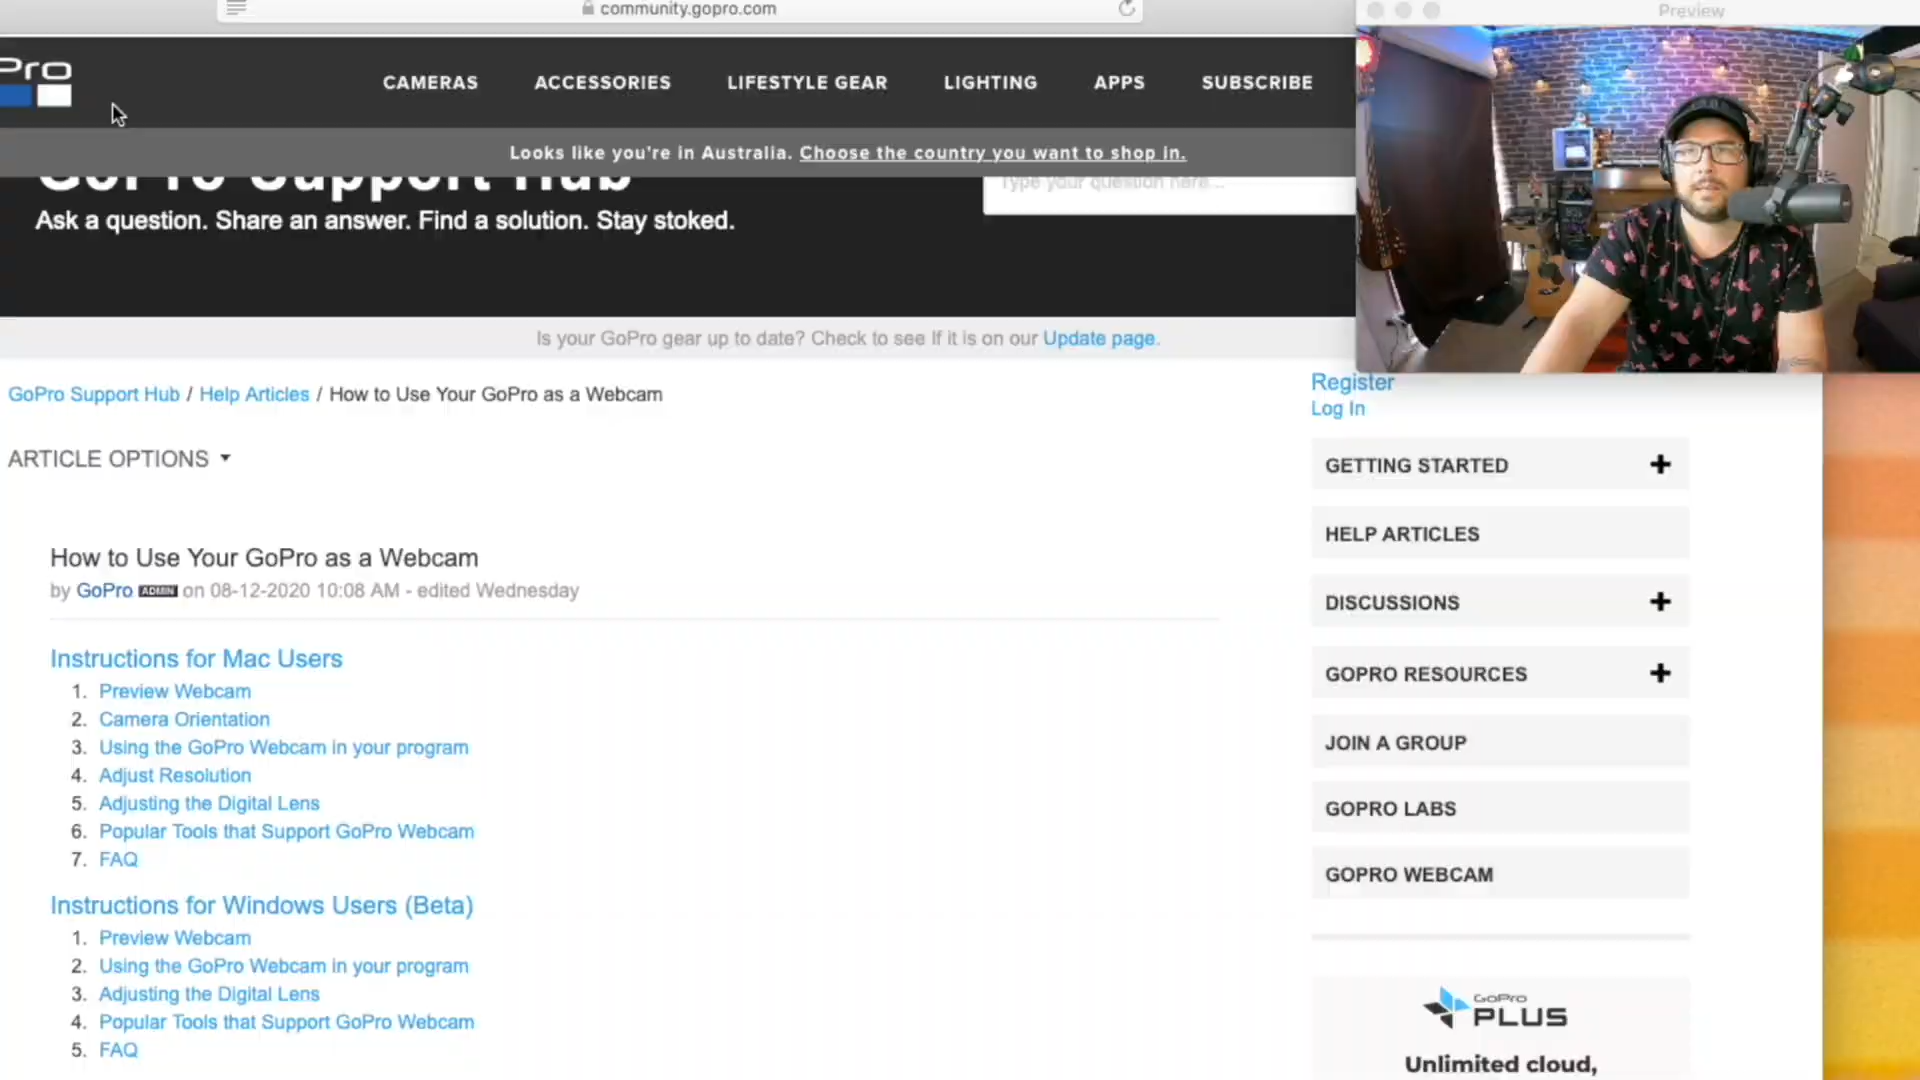 community.gopro.com
Preview
Pro
CAMERAS ACCESSORIES LIFESTYLE GEAR LIGHTING APPS SUBSCRIBE
Looks like you're in Australia. Choose the country you want to shop in.
GoPro Support Hub
Type your question here...
Ask a question. Share an answer. Find a solution. Stay stoked.
Is your GoPro gear up to date? Check to see If it is on our Update page.
GoPro Support Hub / Help Articles / How to Use Your GoPro as a Webcam
Register
Log In
ARTICLE OPTIONS
How to Use Your GoPro as a Webcam
by GoPro ADMIN on 08-12-2020 10:08 AM - edited Wednesday
Instructions for Mac Users
1. Preview Webcam
2. Camera Orientation
3. Using the GoPro Webcam in your program
4. Adjust Resolution
5. Adjusting the Digital Lens
6. Popular Tools that Support GoPro Webcam
7. FAQ
Instructions for Windows Users (Beta)
1. Preview Webcam
2. Using the GoPro Webcam in your program
3. Adjusting the Digital Lens
4. Popular Tools that Support GoPro Webcam
5. FAQ
GETTING STARTED +
HELP ARTICLES
DISCUSSIONS +
GOPRO RESOURCES +
JOIN A GROUP
GOPRO LABS
GOPRO WEBCAM
GoPro
PLUS
Unlimited cloud,